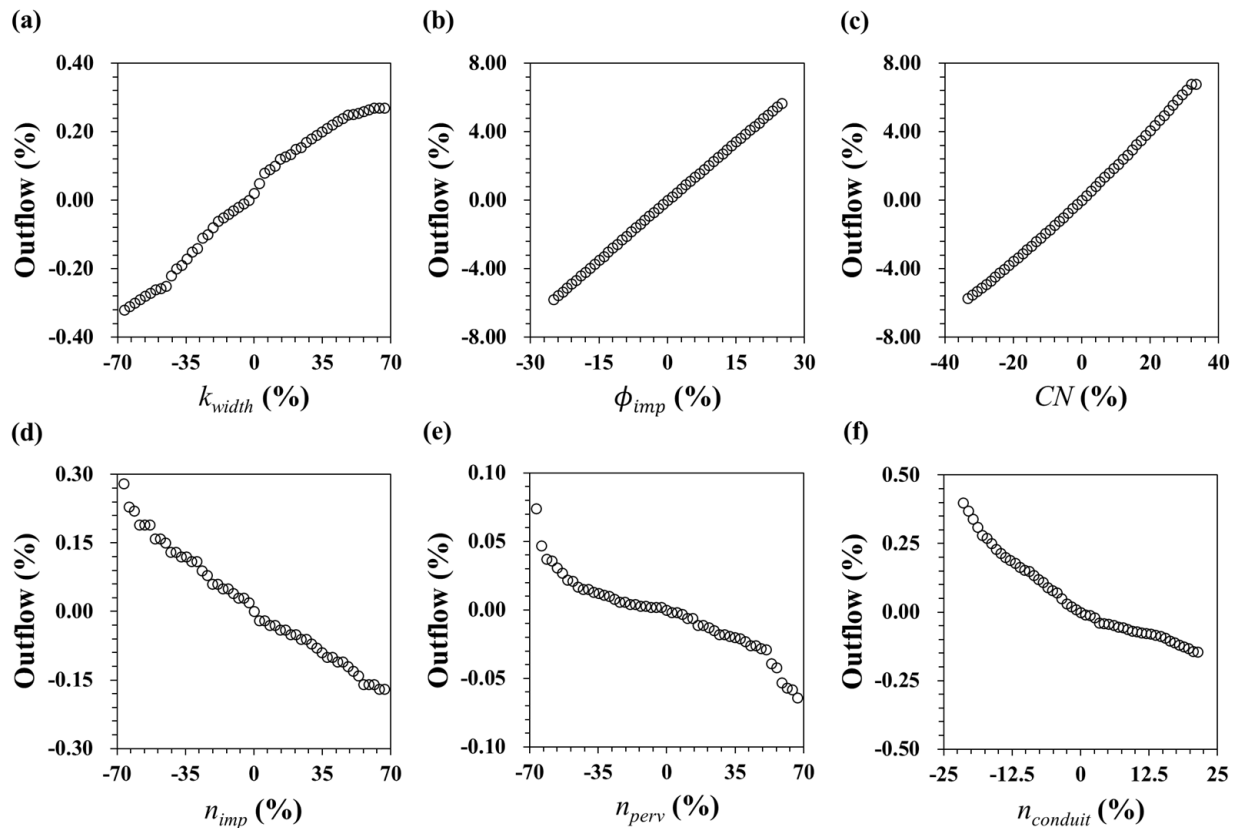 (a)
0.40
0.20
0.00
-0.20
-0.40
Outflow (%)
-70 -35 0 35 70
k_width (%)
(b)
8.00
4.00
0.00
-4.00
-8.00
Outflow (%)
-30 -15 0 15 30
ϕ_imp (%)
(c)
8.00
4.00
0.00
-4.00
-8.00
Outflow (%)
-40 -20 0 20 40
CN (%)
(d)
0.30
0.15
0.00
-0.15
-0.30
Outflow (%)
-70 -35 0 35 70
n_imp (%)
(e)
0.10
0.05
0.00
-0.05
-0.10
Outflow (%)
-70 -35 0 35 70
n_perv (%)
(f)
0.50
0.25
0.00
-0.25
-0.50
Outflow (%)
-25 -12.5 0 12.5 25
n_conduit (%)